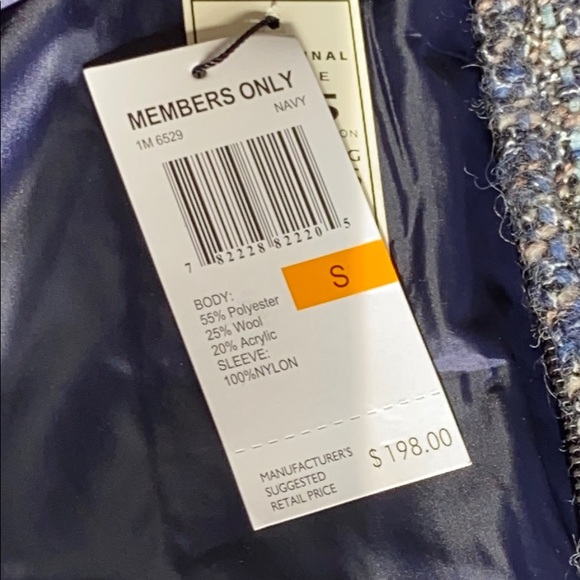 MEMBERS ONLY
1M 6529
NAVY
7 82228 82220 5
S
BODY:
55% Polyester
25% Wool
20% Acrylic
SLEEVE:
100%NYLON
MANUFACTURER'S
SUGGESTED
RETAIL PRICE
$198.00